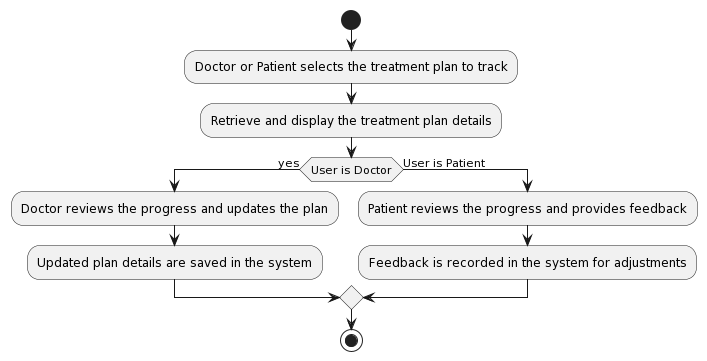 Doctor or Patient selects the treatment plan to track
Retrieve and display the treatment plan details
yes
User is Doctor
User is Patient
Doctor reviews the progress and updates the plan
Patient reviews the progress and provides feedback
Updated plan details are saved in the system
Feedback is recorded in the system for adjustments